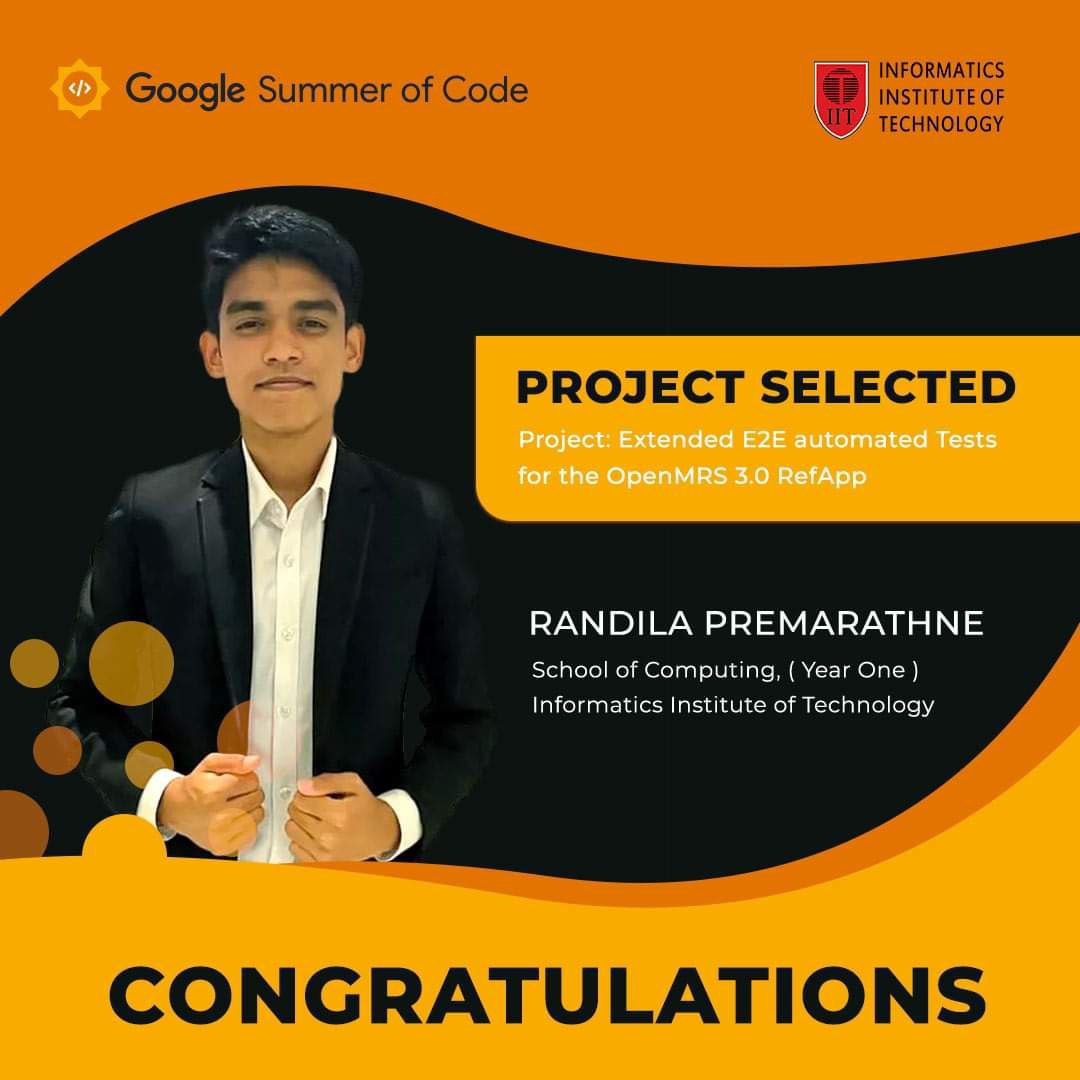 Google Summer of Code
INFORMATICS
INSTITUTE OF
TECHNOLOGY
IIT
PROJECT SELECTED
Project: Extended E2E automated Tests
for the OpenMRS 3.0 RefApp
RANDILA PREMARATHNE
School of Computing, ( Year One )
Informatics Institute of Technology
CONGRATULATIONS